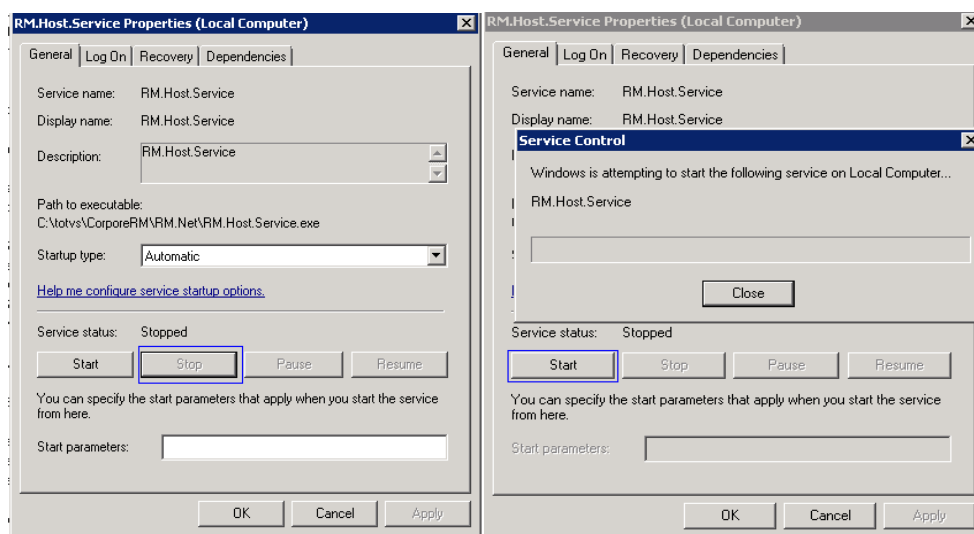 RM.Host.Service Properties (Local Computer)
General Log On Recovery Dependencies
Service name: RM.Host.Service
Display name: RM.Host.Service
Description: RM.Host.Service
Path to executable:
C:\totvs\CorporeRM\RM.Net\RM.Host.Service.exe
Startup type: Automatic
Help me configure service startup options.
Service status: Stopped
Start Stop Pause Resume
You can specify the start parameters that apply when you start the service
from here.
Start parameters:
OK Cancel Apply
RM.Host.Service Properties (Local Computer)
General Log On Recovery Dependencies
Service name: RM.Host.Service
Display name: RM.Host.Service
Service Control
Windows is attempting to start the following service on Local Computer...
RM.Host.Service
Close
Service status: Stopped
Start Stop Pause Resume
You can specify the start parameters that apply when you start the service
from here.
Start parameters:
OK Cancel Apply